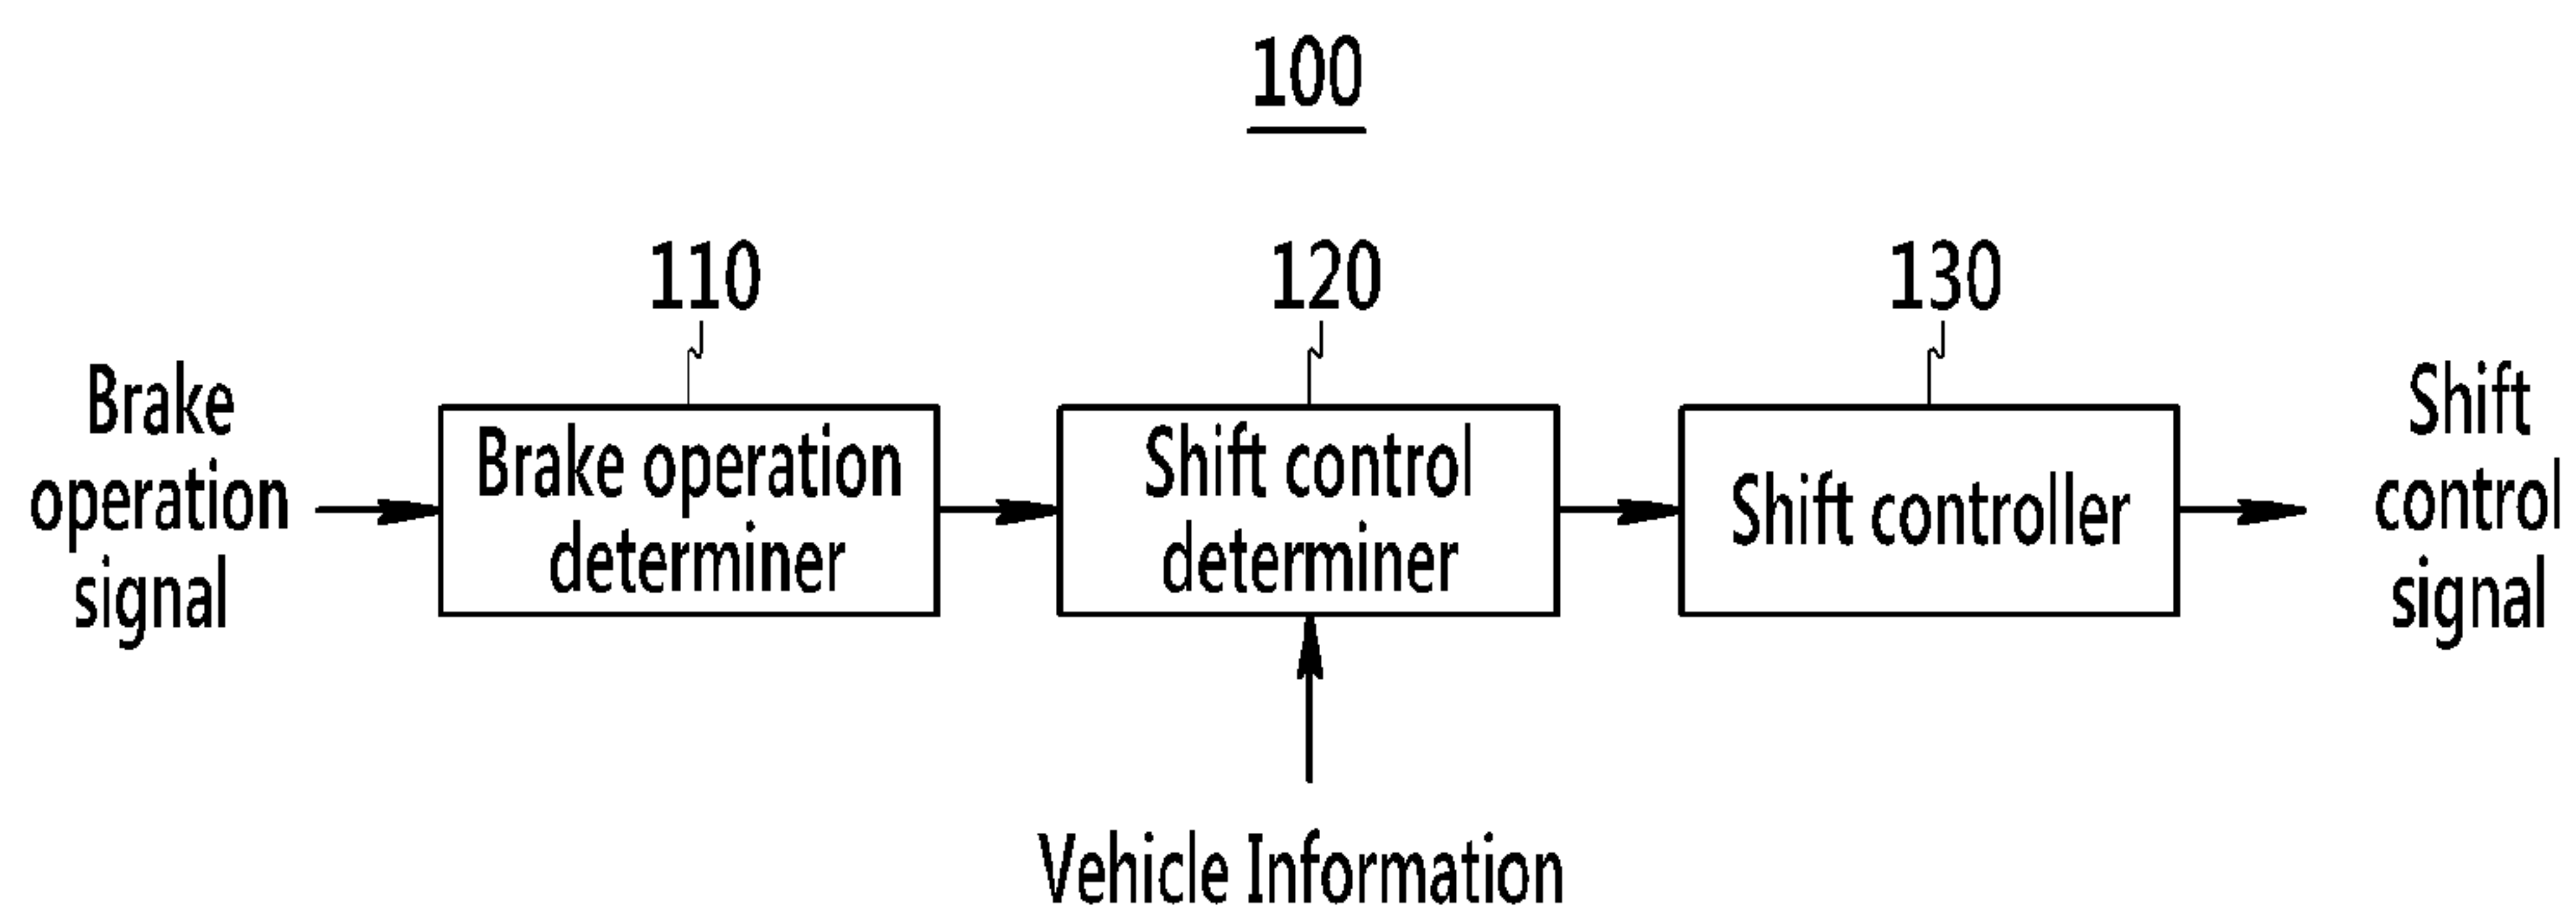 100
110
120
130
Brake
operation
signal
Brake operation
determiner
Shift control
determiner
Shift controller
Shift
control
signal
Vehicle Information